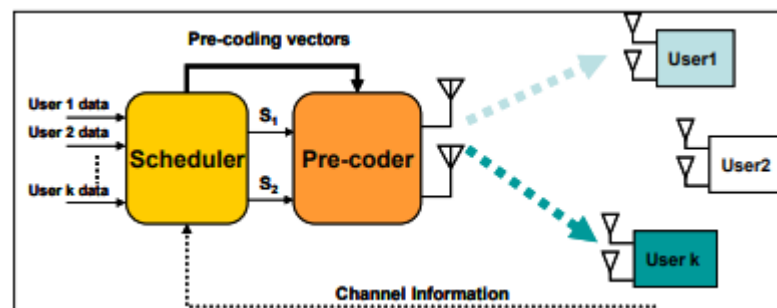 Pre-coding vectors
User 1 data
User 2 data
User k data
Scheduler
S1
S2
Pre-coder
User1
User2
User k
Channel Information